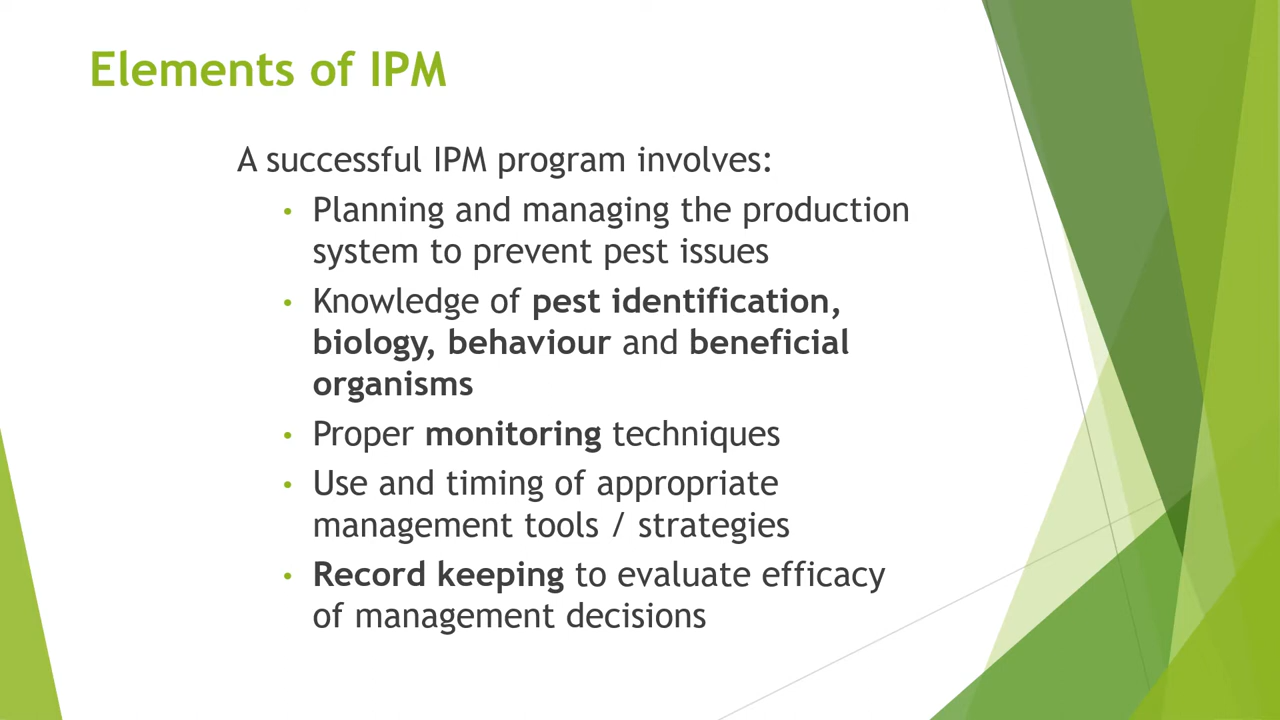 Elements of IPM
A successful IPM program involves:
• Planning and managing the production
system to prevent pest issues
• Knowledge of pest identification,
biology, behaviour and beneficial
organisms
• Proper monitoring techniques
• Use and timing of appropriate
management tools / strategies
• Record keeping to evaluate efficacy
of management decisions